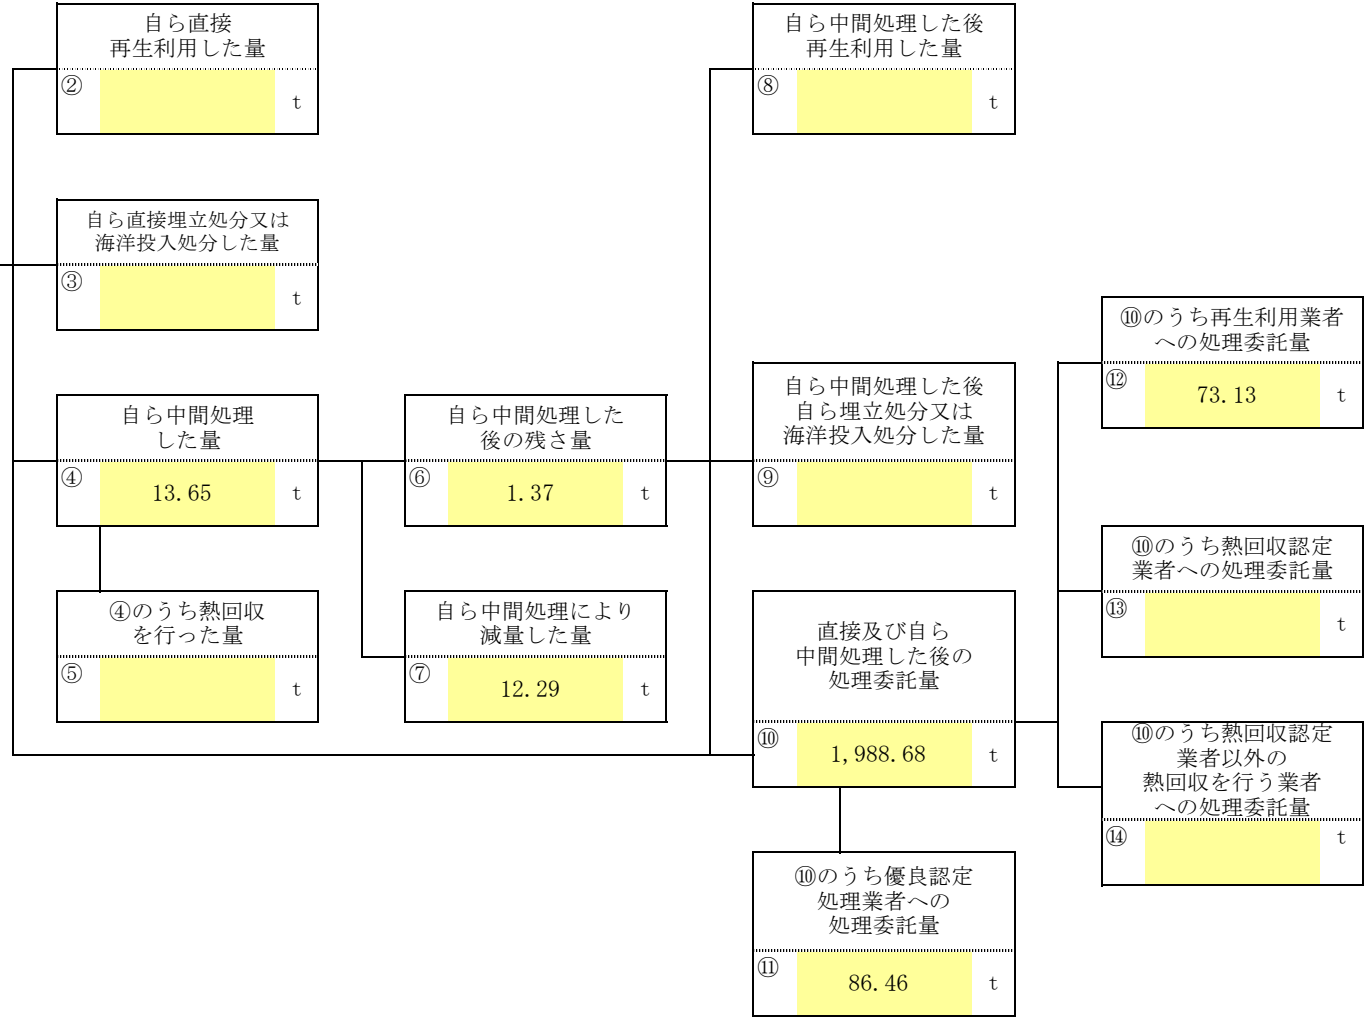 自ら直接
再生利用した量
②
t
自ら直接埋立処分又は
海洋投入処分した量
③
t
自ら中間処理
した量
④
13.65 t
④のうち熱回収
を行った量
⑤
t
自ら中間処理した
後の残さ量
⑥
1.37 t
自ら中間処理により
減量した量
⑦
12.29 t
自ら中間処理した後
再生利用した量
⑧
t
自ら中間処理した後
自ら埋立処分又は
海洋投入処分した量
⑨
t
直接及び自ら
中間処理した後の
処理委託量
⑩
1,988.68 t
⑩のうち優良認定
処理業者への
処理委託量
⑪
86.46 t
⑩のうち再生利用業者
への処理委託量
⑫
73.13 t
⑩のうち熱回収認定
業者への処理委託量
⑬
t
⑩のうち熱回収認定
業者以外の
熱回収を行う業者
への処理委託量
⑭
t